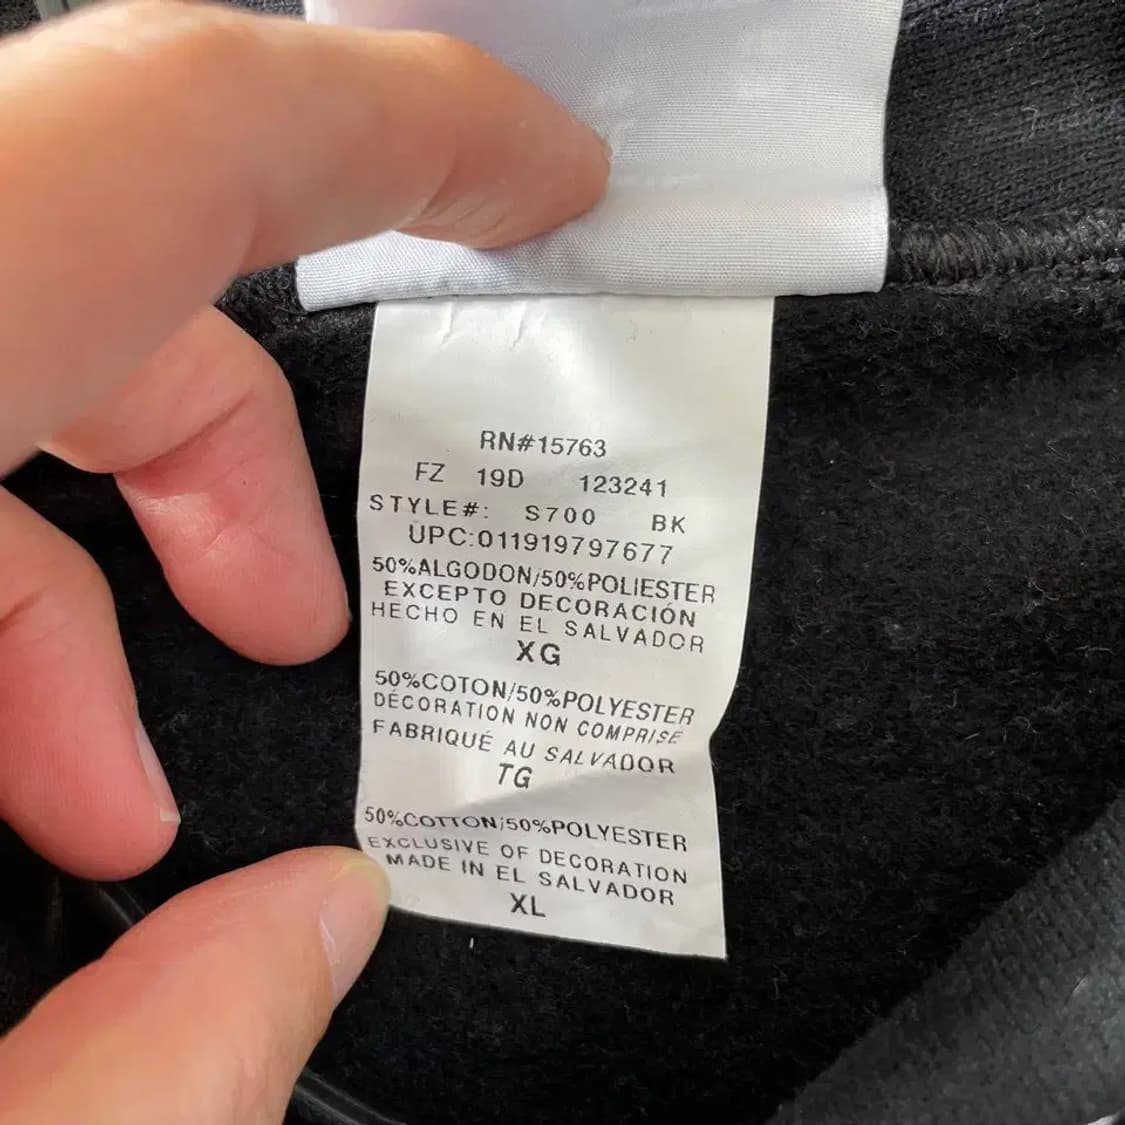 RN#15763
FZ 19D 123241
STYLE#: S700 BK
UPC:011919797677
50%ALGODON/50%POLIESTER
EXCEPTO DECORACIÓN
HECHO EN EL SALVADOR
XG
50%COTON/50%POLYESTER
DÉCORATION NON COMPRISE
FABRIQUÉ AU SALVADOR
TG
50%COTTON/50%POLYESTER
EXCLUSIVE OF DECORATION
MADE IN EL SALVADOR
XL